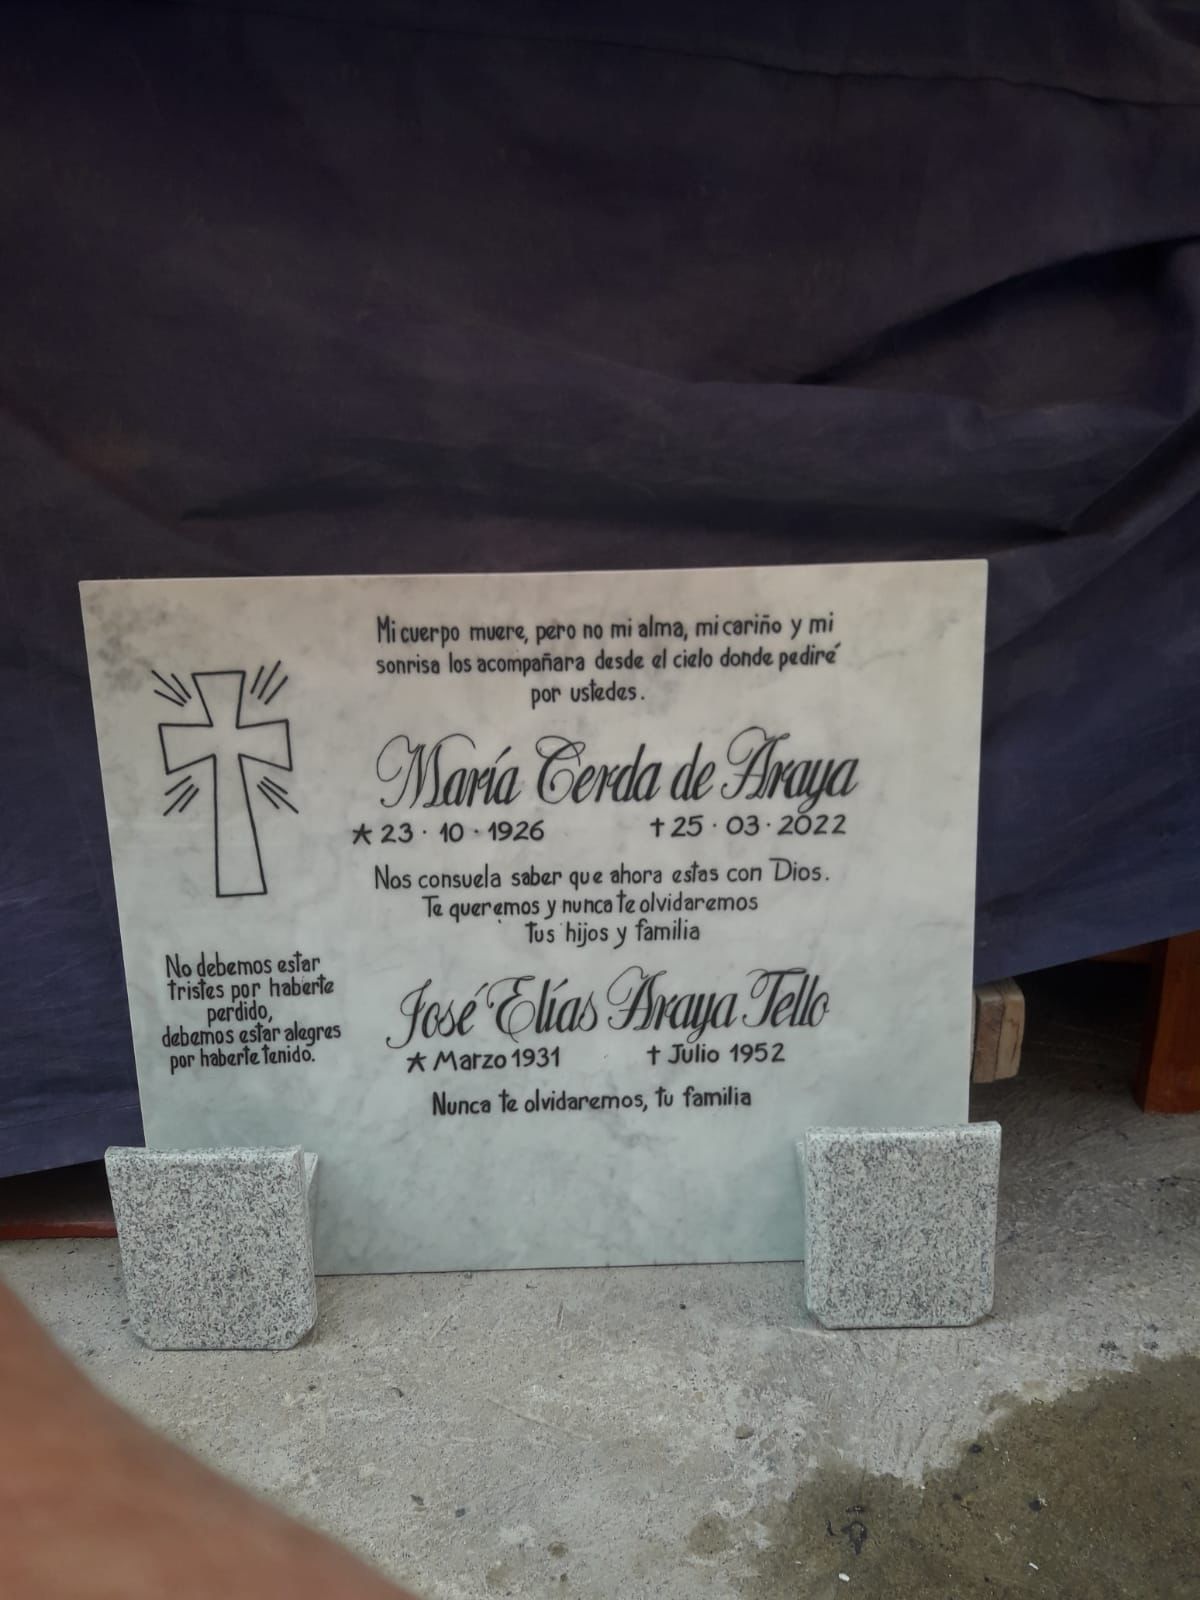 Mi cuerpo muere, pero no mi alma, mi cariño y mi
sonrisa los acompañara desde el cielo donde pediré
por ustedes.
María Cerda de Araya
★ 23 · 10 · 1926 † 25 · 03 · 2022
Nos consuela saber que ahora estas con Dios.
Te queremos y nunca te olvidaremos
Tus hijos y familia
José Elías Araya Tello
★ Marzo 1931 † Julio 1952
Nunca te olvidaremos, tu familia
No debemos estar
tristes por haberte
perdido,
debemos estar alegres
por haberte tenido.